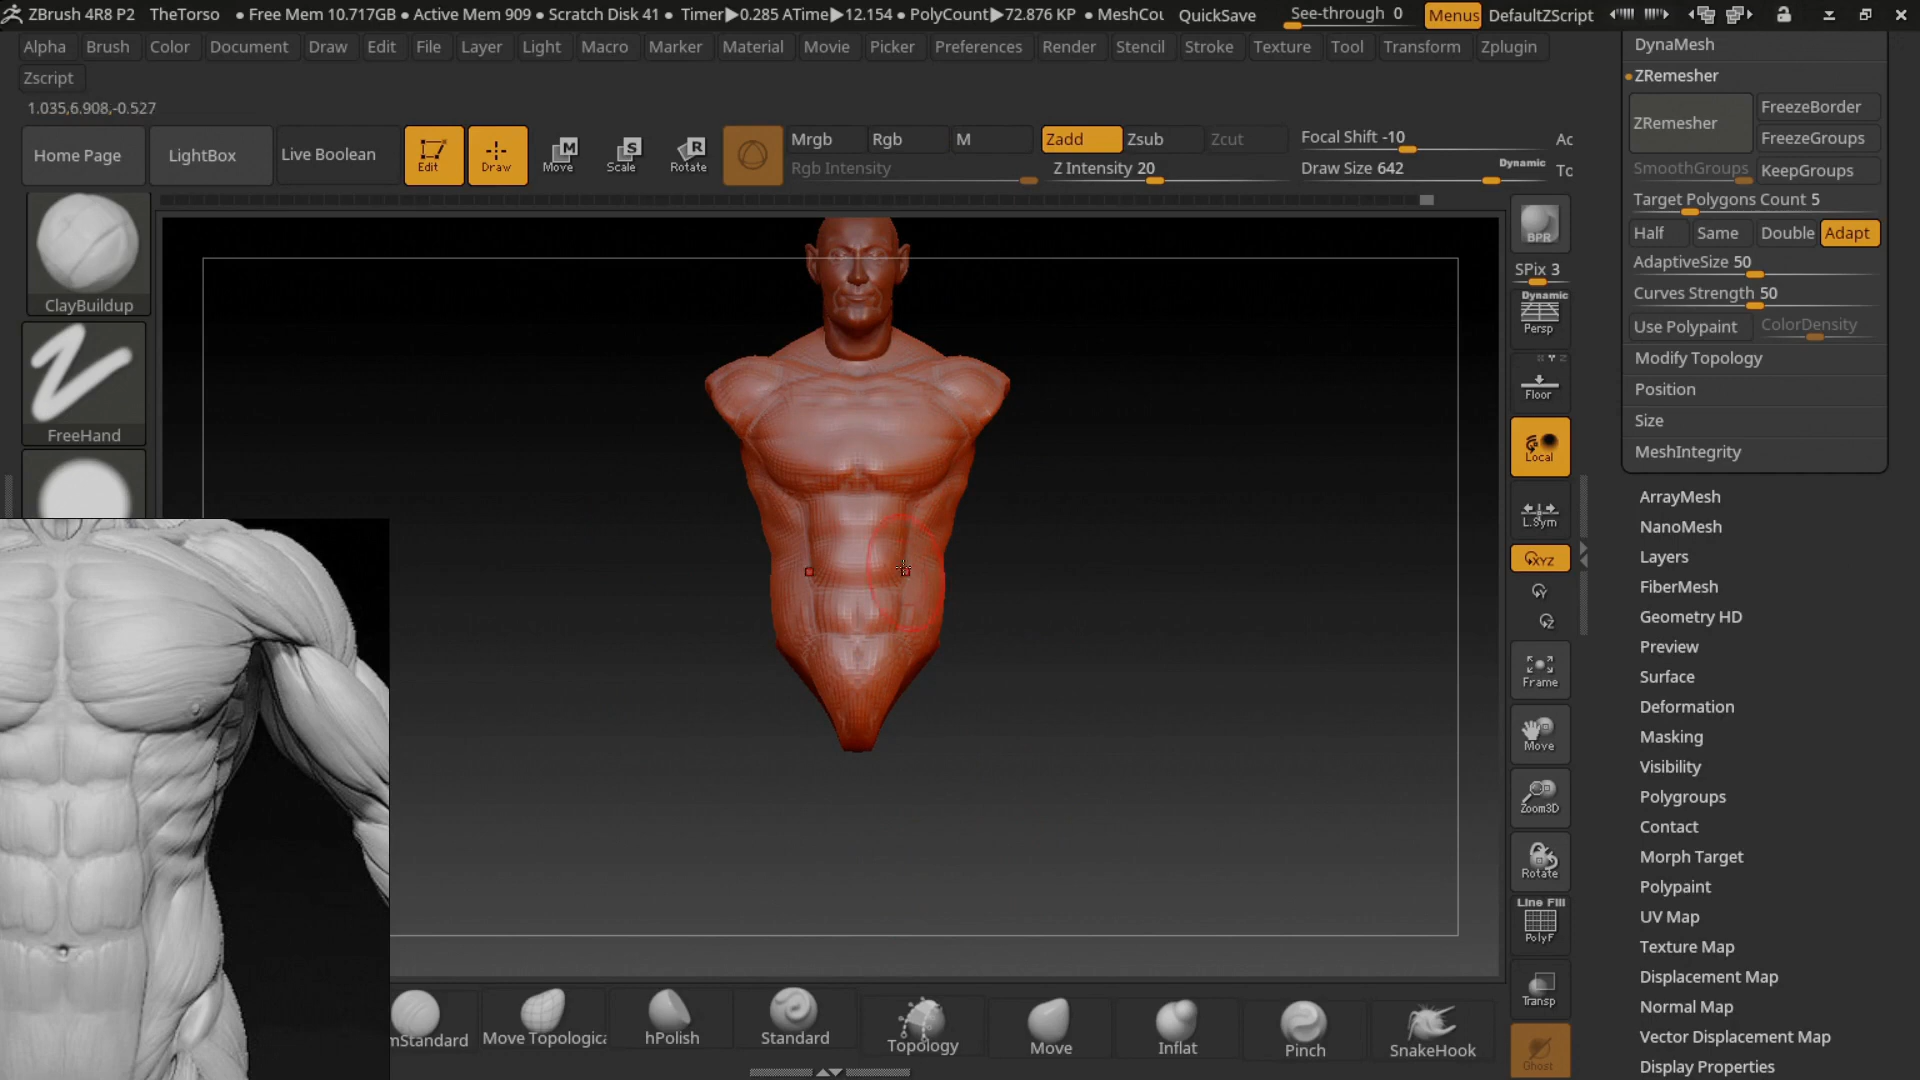 ZBrush 4R8 P2 TheTorso ● Free Mem 10.717GB ● Active Mem 909 ● Scratch Disk 41 ● Timer▶0.285 ATime▶12.154 ● PolyCount▶72.876 KP ● MeshCou QuickSave See-through 0 Menus DefaultZScript
Alpha Brush Color Document Draw Edit File Layer Light Macro Marker Material Movie Picker Preferences Render Stencil Stroke Texture Tool Transform Zplugin
Zscript
1.035,6.908,-0.527
Home Page LightBox Live Boolean Edit Draw Move Scale Rotate
M S R
Mrgb Rgb M Zadd Zsub Zcut Focal Shift -10 Ac
Rgb Intensity Z Intensity 20 Draw Size 642 Dynamic To
ClayBuildup
FreeHand
BPR
SPix 3
Dynamic
Persp
Floor
Local
L.Sym
XYZ
Y
Z
Frame
Move
Zoom3D
Rotate
Line Fill
PolyF
Transp
Ghost
DynaMesh
ZRemesher
ZRemesher FreezeBorder
FreezeGroups
SmoothGroups KeepGroups
Target Polygons Count 5
Half Same Double Adapt
AdaptiveSize 50
Curves Strength 50
Use Polypaint ColorDensity
Modify Topology
Position
Size
MeshIntegrity
ArrayMesh
NanoMesh
Layers
FiberMesh
Geometry HD
Preview
Surface
Deformation
Masking
Visibility
Polygroups
Contact
Morph Target
Polypaint
UV Map
Texture Map
Displacement Map
Normal Map
Vector Displacement Map
Display Properties
mStandard Move Topologica hPolish Standard Topology Move Inflat Pinch SnakeHook